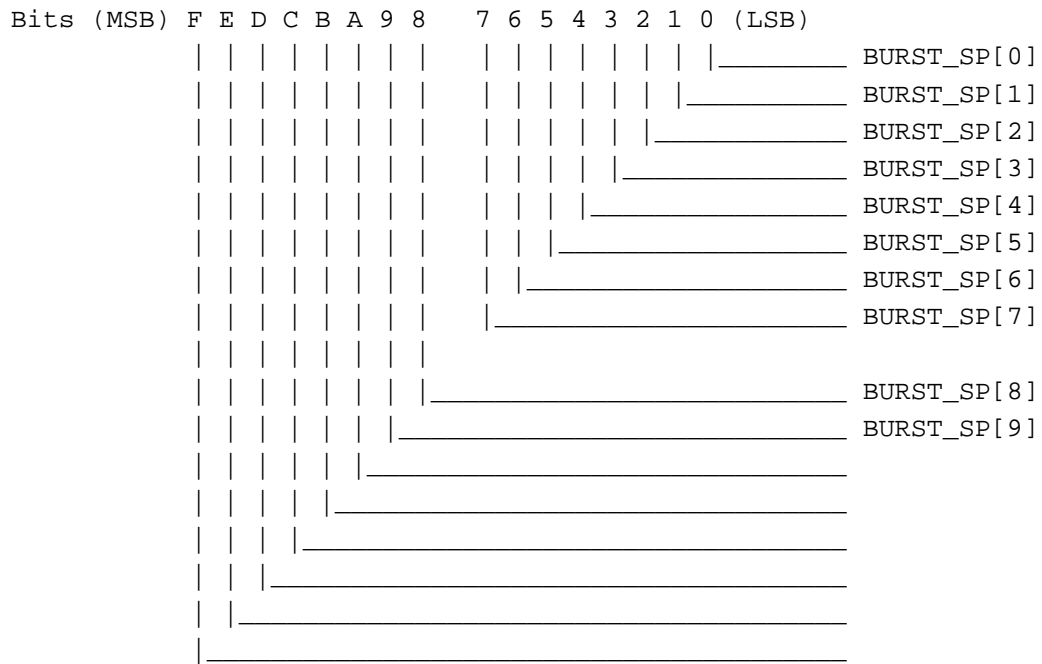 Bits (MSB) F E D C B A 9 8 7 6 5 4 3 2 1 0 (LSB)
BURST_SP[0]
BURST_SP[1]
BURST_SP[2]
BURST_SP[3]
BURST_SP[4]
BURST_SP[5]
BURST_SP[6]
BURST_SP[7]
BURST_SP[8]
BURST_SP[9]